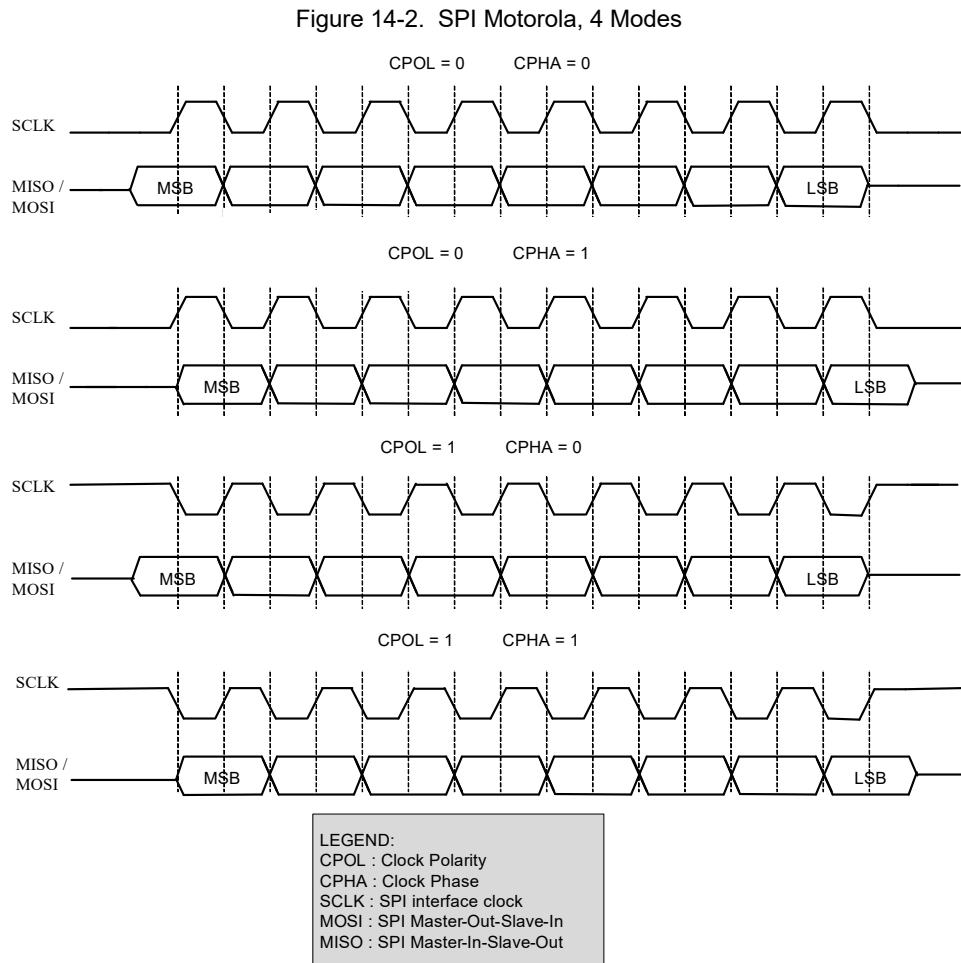 Figure 14-2. SPI Motorola, 4 Modes
CPOL = 0 CPHA = 0
SCLK
MISO /
MOSI
MSB LSB
CPOL = 0 CPHA = 1
SCLK
MISO /
MOSI
MSB LSB
CPOL = 1 CPHA = 0
SCLK
MISO /
MOSI
MSB LSB
CPOL = 1 CPHA = 1
SCLK
MISO /
MOSI
MSB LSB
LEGEND:
CPOL : Clock Polarity
CPHA : Clock Phase
SCLK : SPI interface clock
MOSI : SPI Master-Out-Slave-In
MISO : SPI Master-In-Slave-Out